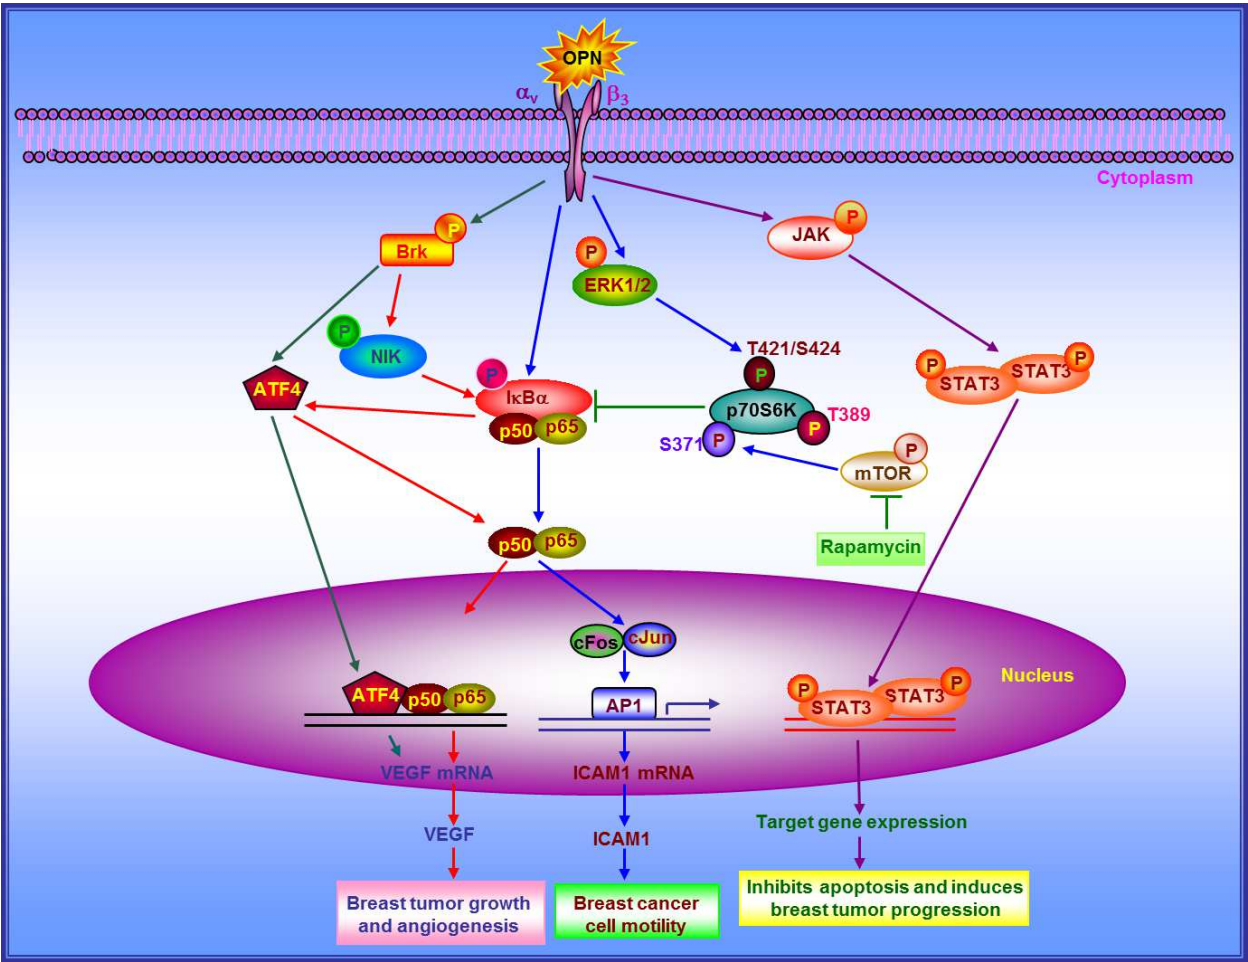 OPN
αv
β3
Cytoplasm
P
Brk
P
JAK
P
ERK1/2
P
NIK
T421/S424
P
P
P
STAT3
STAT3
ATF4
P
IκBα
p50
p65
p70S6K
T389
P
S371
P
P
mTOR
Rapamycin
p50
p65
cFos
cJun
Nucleus
ATF4
p50
p65
AP1
P
P
STAT3
STAT3
VEGF mRNA
ICAM1 mRNA
Target gene expression
VEGF
ICAM1
Breast tumor growth
and angiogenesis
Breast cancer
cell motility
Inhibits apoptosis and induces
breast tumor progression